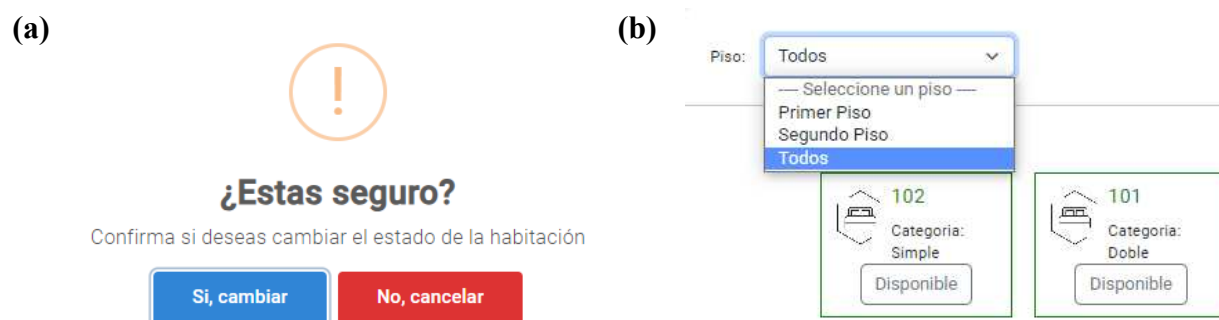 (a)
!
¿Estas seguro?
Confirma si deseas cambiar el estado de la habitación
Si, cambiar
No, cancelar
(b)
Piso:
Todos
---- Seleccione un piso ----
Primer Piso
Segundo Piso
Todos
102
Categoria:
Simple
Disponible
101
Categoria:
Doble
Disponible